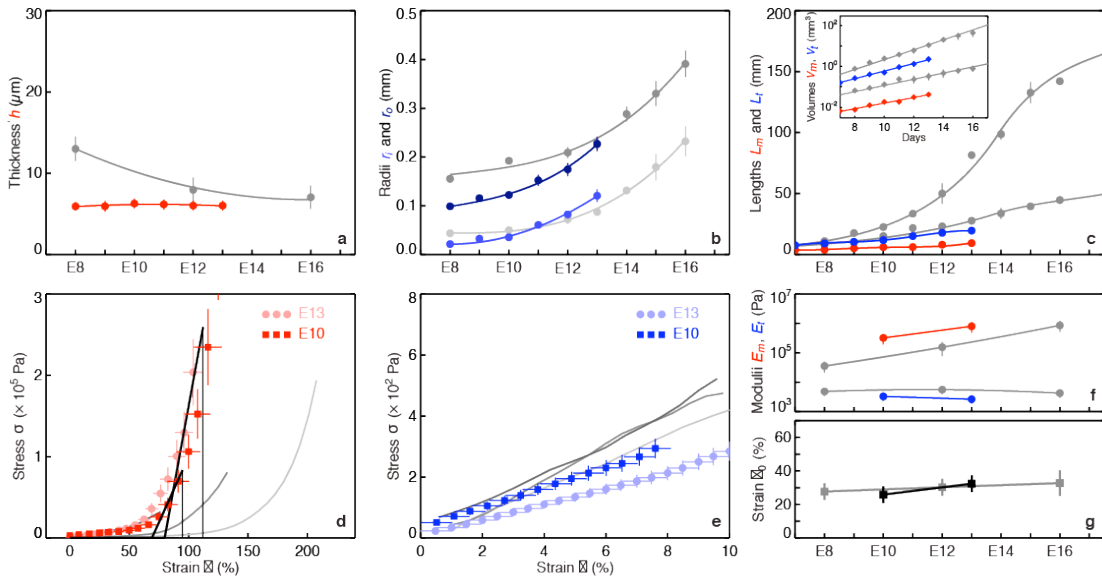 30
20
10
0
Thickness h (μm)
E8 E10 E12 E14 E16
a
0.5
0.4
0.3
0.2
0.1
0.0
Radii ri and ro (mm)
E8 E10 E12 E14 E16
b
200
150
100
50
0
Lengths Lm and Lt (mm)
E8 E10 E12 E14 E16
c
10^2
10^0
10^-2
Volumes Vm, Vt (mm^3)
8 10 12 14 16
Days
3
2
1
0
Stress σ (× 10^5 Pa)
0 50 100 150 200
Strain (%)
E13
E10
d
8
6
4
2
0
Stress σ (× 10^2 Pa)
0 2 4 6 8 10
Strain (%)
E13
E10
e
10^7
10^5
10^3
Modulii Em, Et (Pa)
f
80
60
40
20
0
Strain 0 (%)
E8 E10 E12 E14 E16
g